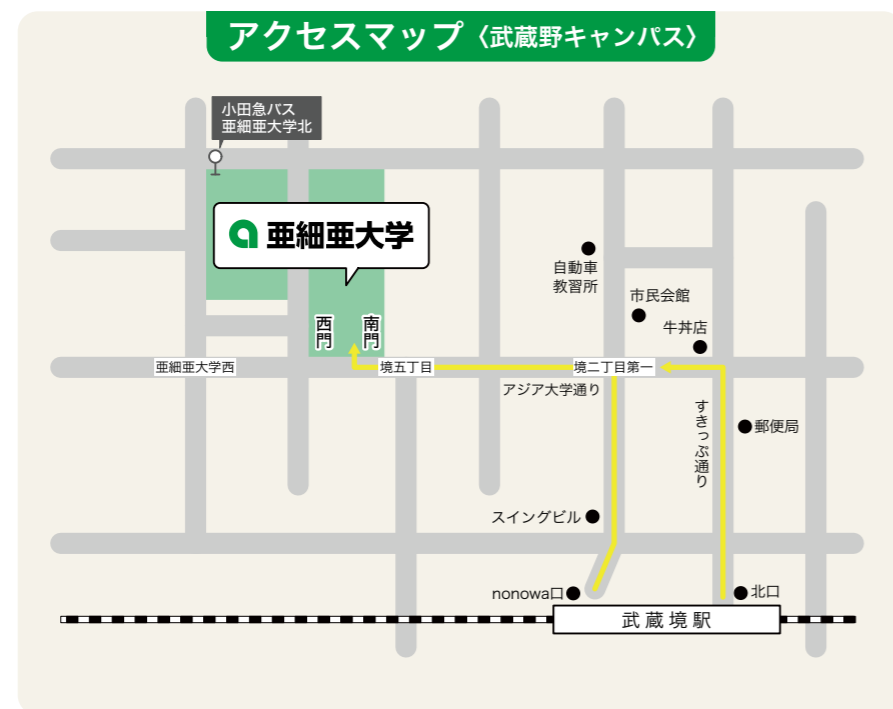 アクセスマップ〈武蔵野キャンパス〉
小田急バス
亜細亜大学北
亜細亜大学
自動車
教習所
市民会館
牛丼店
西門
南門
亜細亜大学西
境五丁目
境二丁目第一
アジア大学通り
すきっぷ通り
郵便局
スイングビル
nonowa口
北口
武蔵境駅